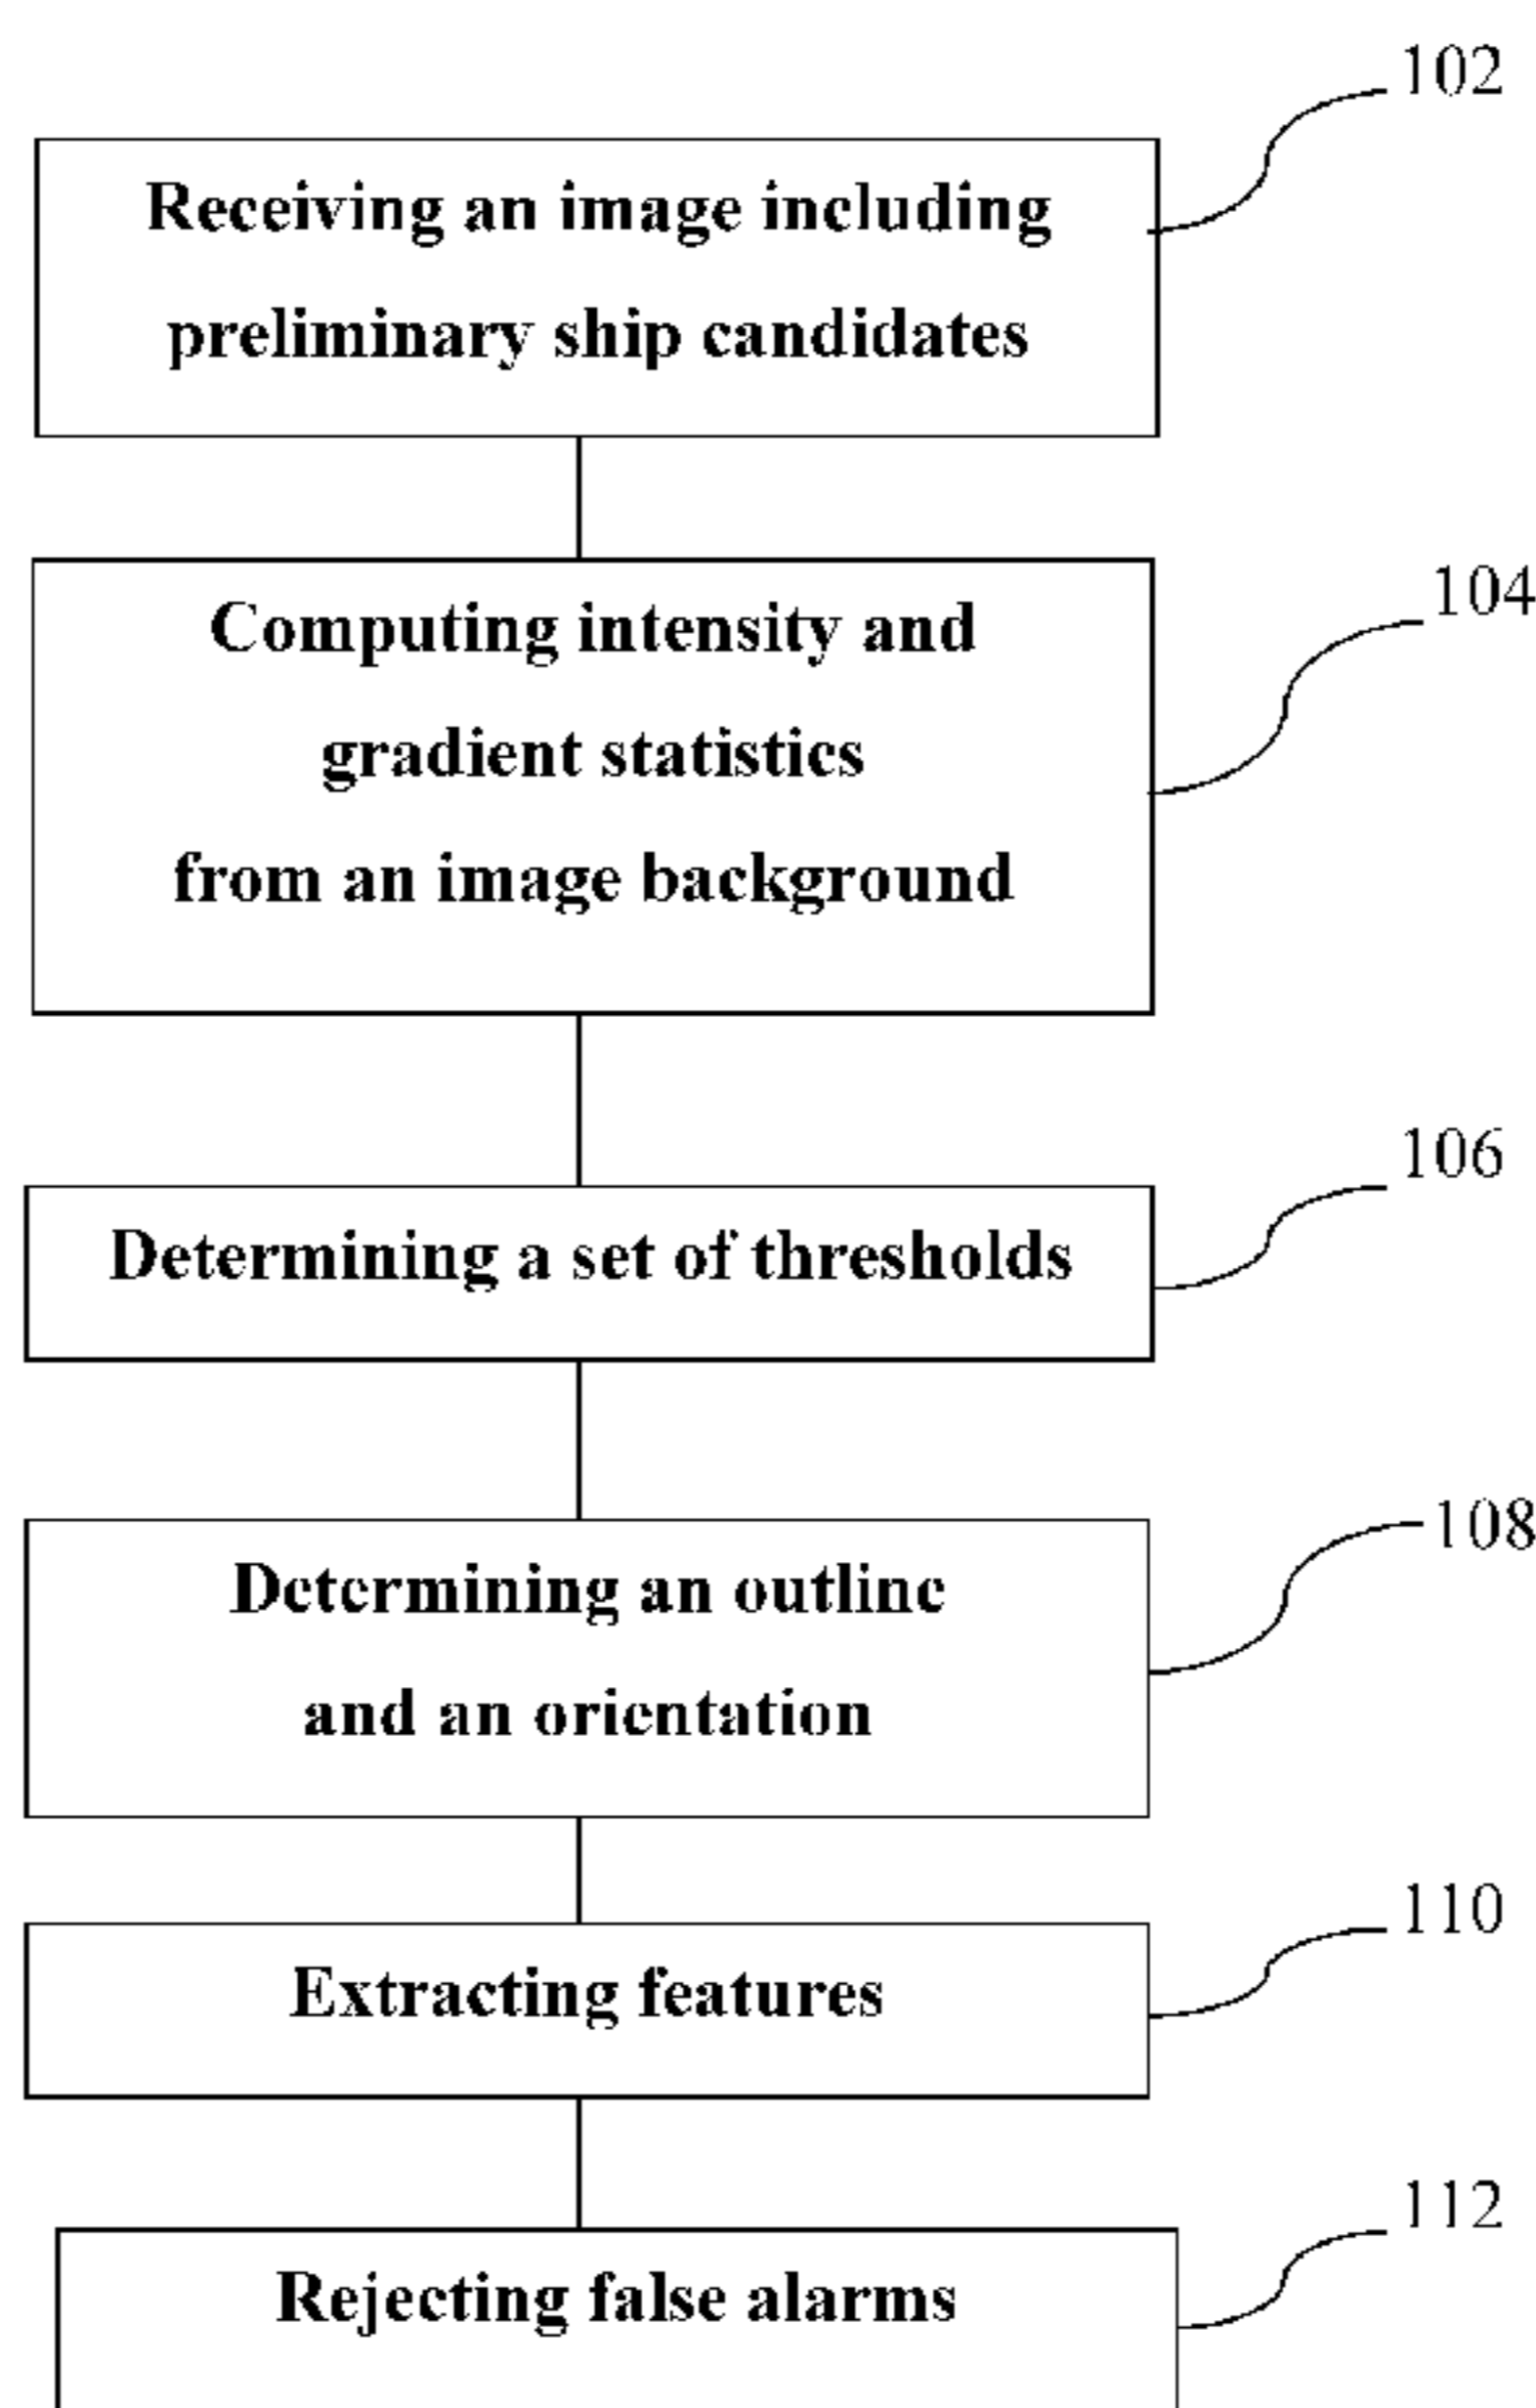 102
Receiving an image including
preliminary ship candidates
104
Computing intensity and
gradient statistics
from an image background
106
Determining a set of thresholds
108
Determining an outline
and an orientation
110
Extracting features
112
Rejecting false alarms